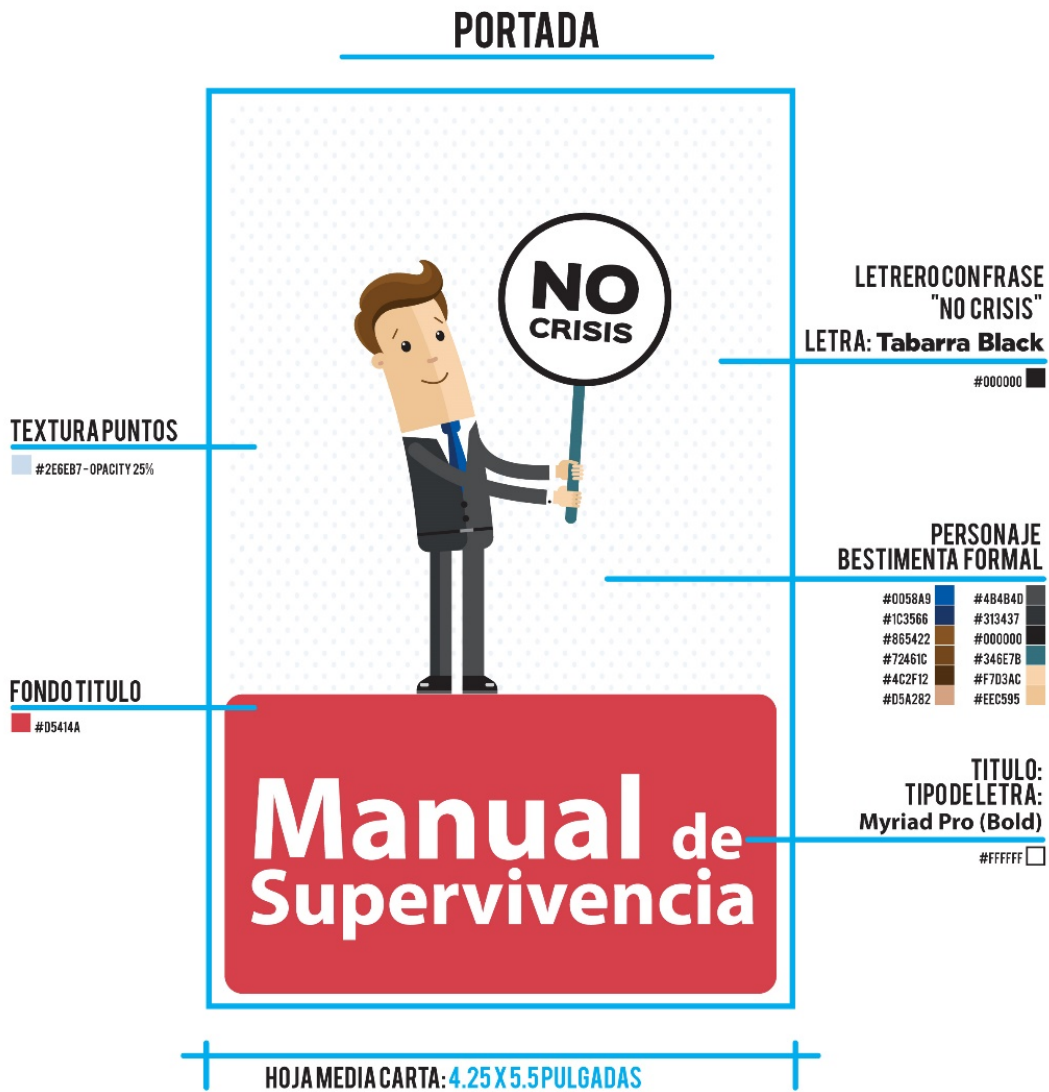 PORTADA
NO
CRISIS
LETRERO CON FRASE
"NO CRISIS"
LETRA: Tabarra Black
#000000
TEXTURA PUNTOS
#2E6EB7 - OPACITY 25%
PERSONAJE
BESTIMENTA FORMAL
#0058A9 #4B4B4D
#1C3566 #313437
#865422 #000000
#72461C #346E7B
#4C2F12 #F7D3AC
#D5A282 #EEC595
FONDO TITULO
#D5414A
TITULO:
TIPO DE LETRA:
Myriad Pro (Bold)
#FFFFFF
Manual de
Supervivencia
HOJA MEDIA CARTA: 4.25 X 5.5 PULGADAS